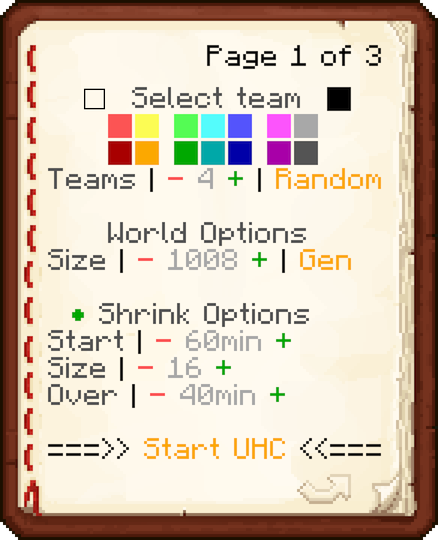 Page 1 of 3
□ Select team ■
Teams | - 4 + | Random
World Options
Size | - 1008 + | Gen
• Shrink Options
Start | - 60min +
Size | - 16 +
Over | - 40min +
===>> Start UHC <<===